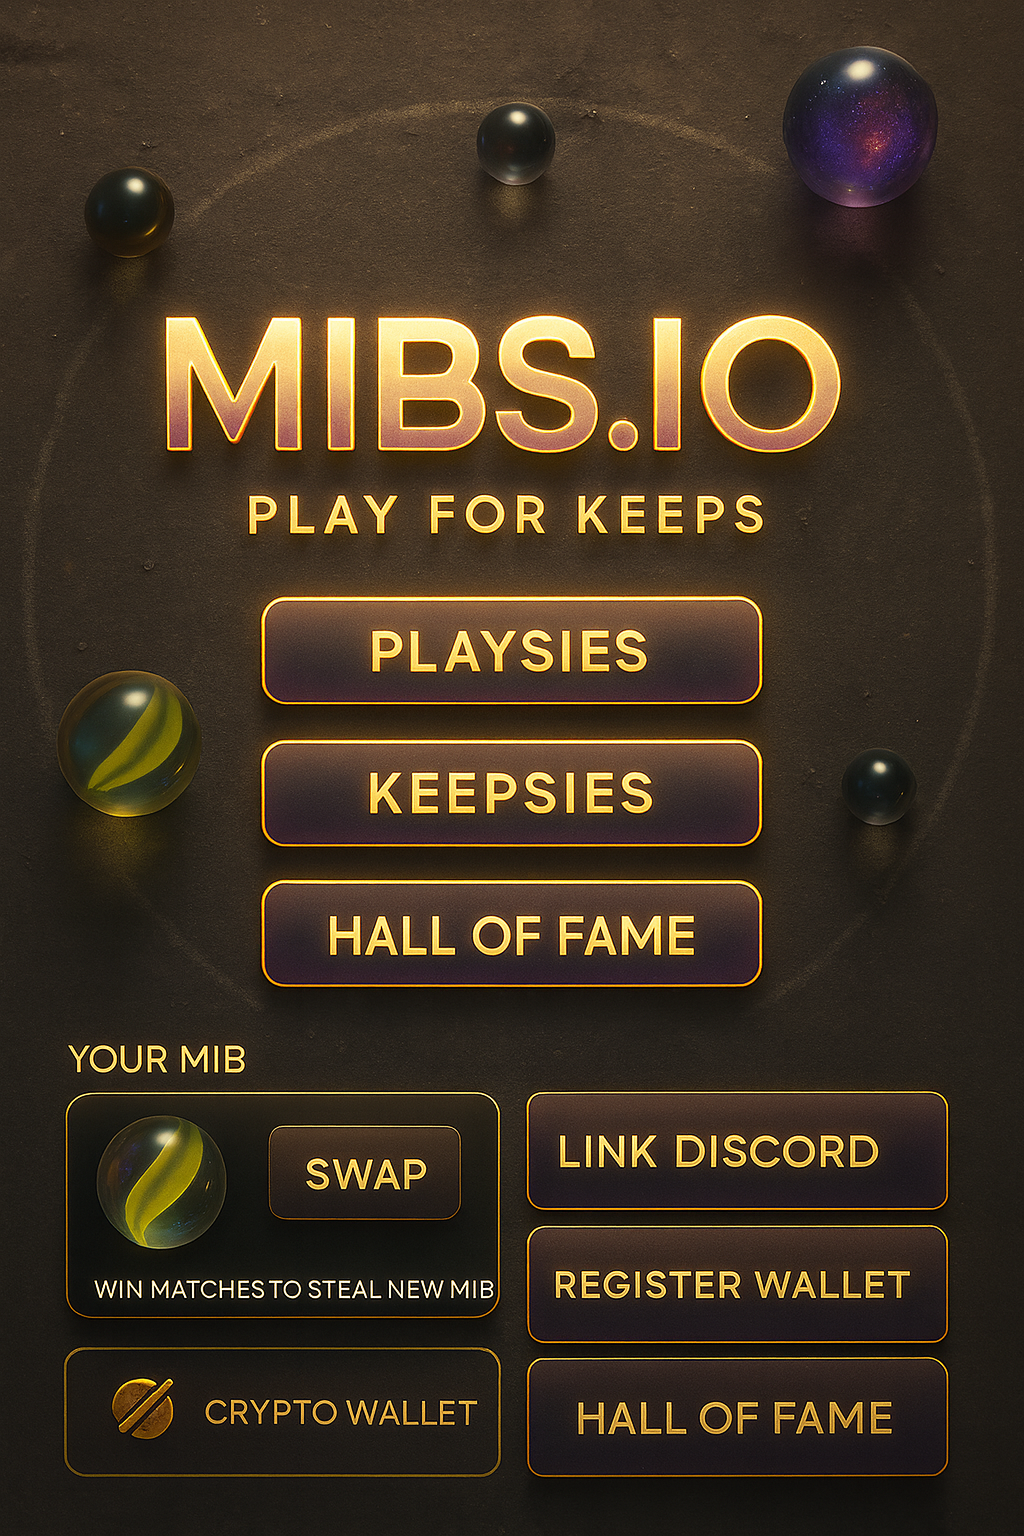 MIBS.IO
PLAY FOR KEEPS
PLAYSIES
KEEPSIES
HALL OF FAME
YOUR MIB
SWAP
WIN MATCHES TO STEAL NEW MIB
CRYPTO WALLET
LINK DISCORD
REGISTER WALLET
HALL OF FAME